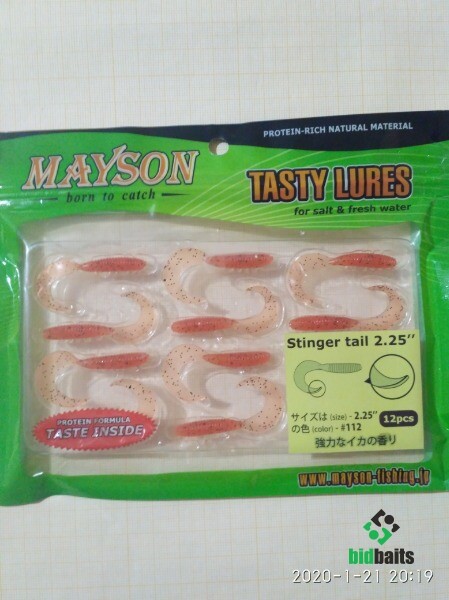 PROTEIN-RICH NATURAL MATERIAL
MAYSON
born to catch
TASTY LURES
for salt & fresh water
Stinger tail 2.25"
サイズは (size) - 2.25"
の色 (color) - #112
12pcs
強力なイカの香り
PROTEIN FORMULA
TASTE INSIDE
www.mayson-fishing.jp
bidbaits
2020-1-21 20:19